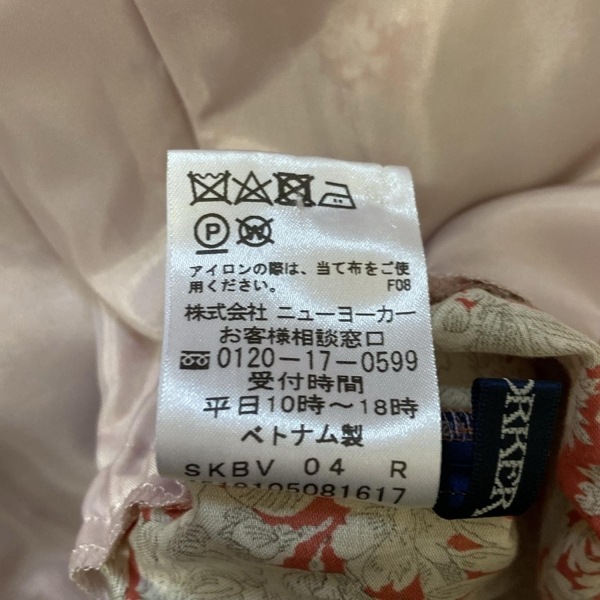 P W
アイロンの際は、当て布をご使
用ください。 F08
株式会社 ニューヨーカー
お客様相談窓口
0120-17-0599
受付時間
平日10時〜18時
ベトナム製
SKBV 04 R
ORKER